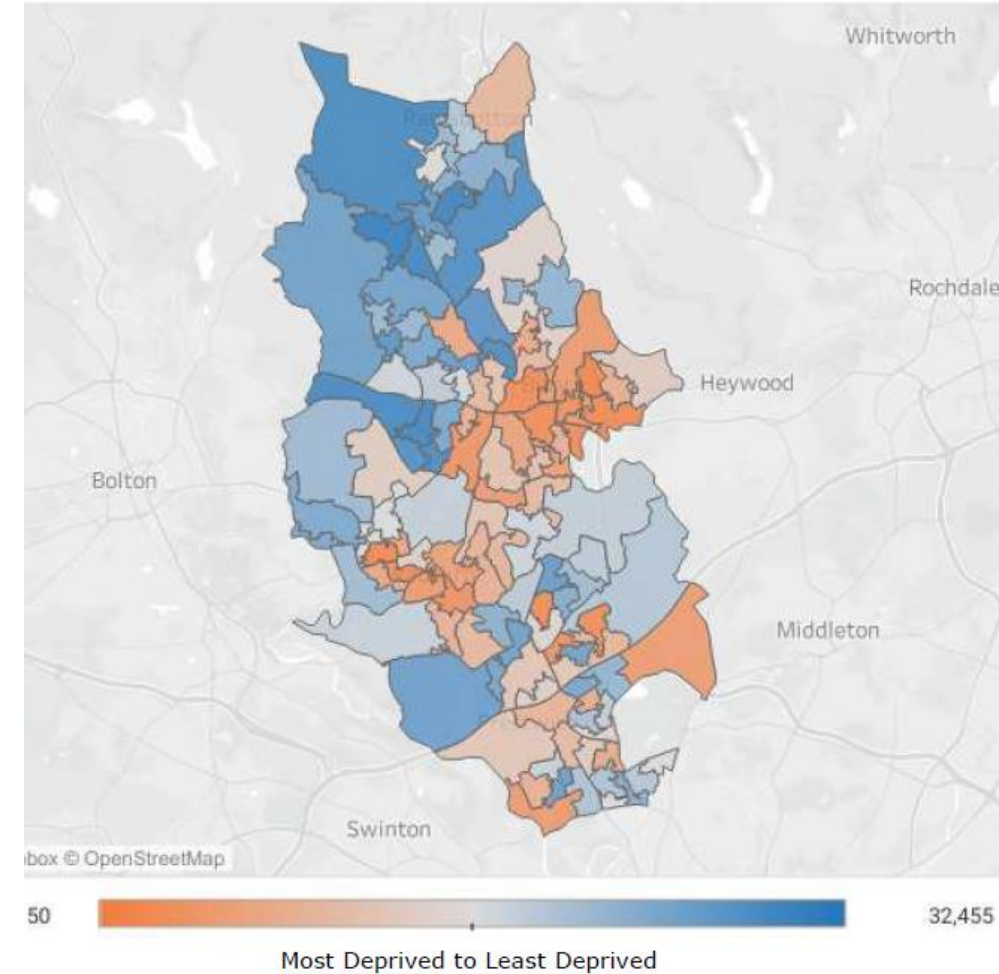 Whitworth
Rochdale
Heywood
Bolton
Middleton
Swinton
box © OpenStreetMap
50
32,455
Most Deprived to Least Deprived